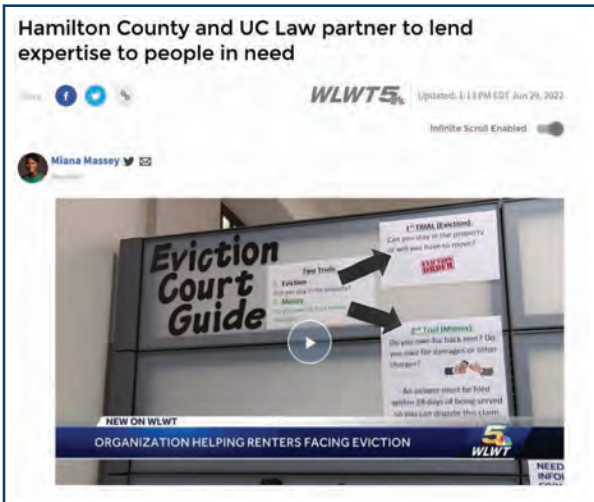 Hamilton County and UC Law partner to lend
expertise to people in need
WLWT5
Updated: 1:13 PM EDT Jun 29, 2022
Infinite Scroll Enabled
Miana Massey
Reporter
Eviction
Court
Guide
Two Trials
Eviction
Money
1st TRIAL (Eviction):
Can you stay in the property
or will you have to move?
EVICTION
ORDER
2nd Trial (Money):
Do you owe for back rent? Do
you owe for damages or other
charges?
An answer must be filed
within 28 days of being served
so you can dispute this claim
NEW ON WLWT
ORGANIZATION HELPING RENTERS FACING EVICTION
5
WLWT
NEED